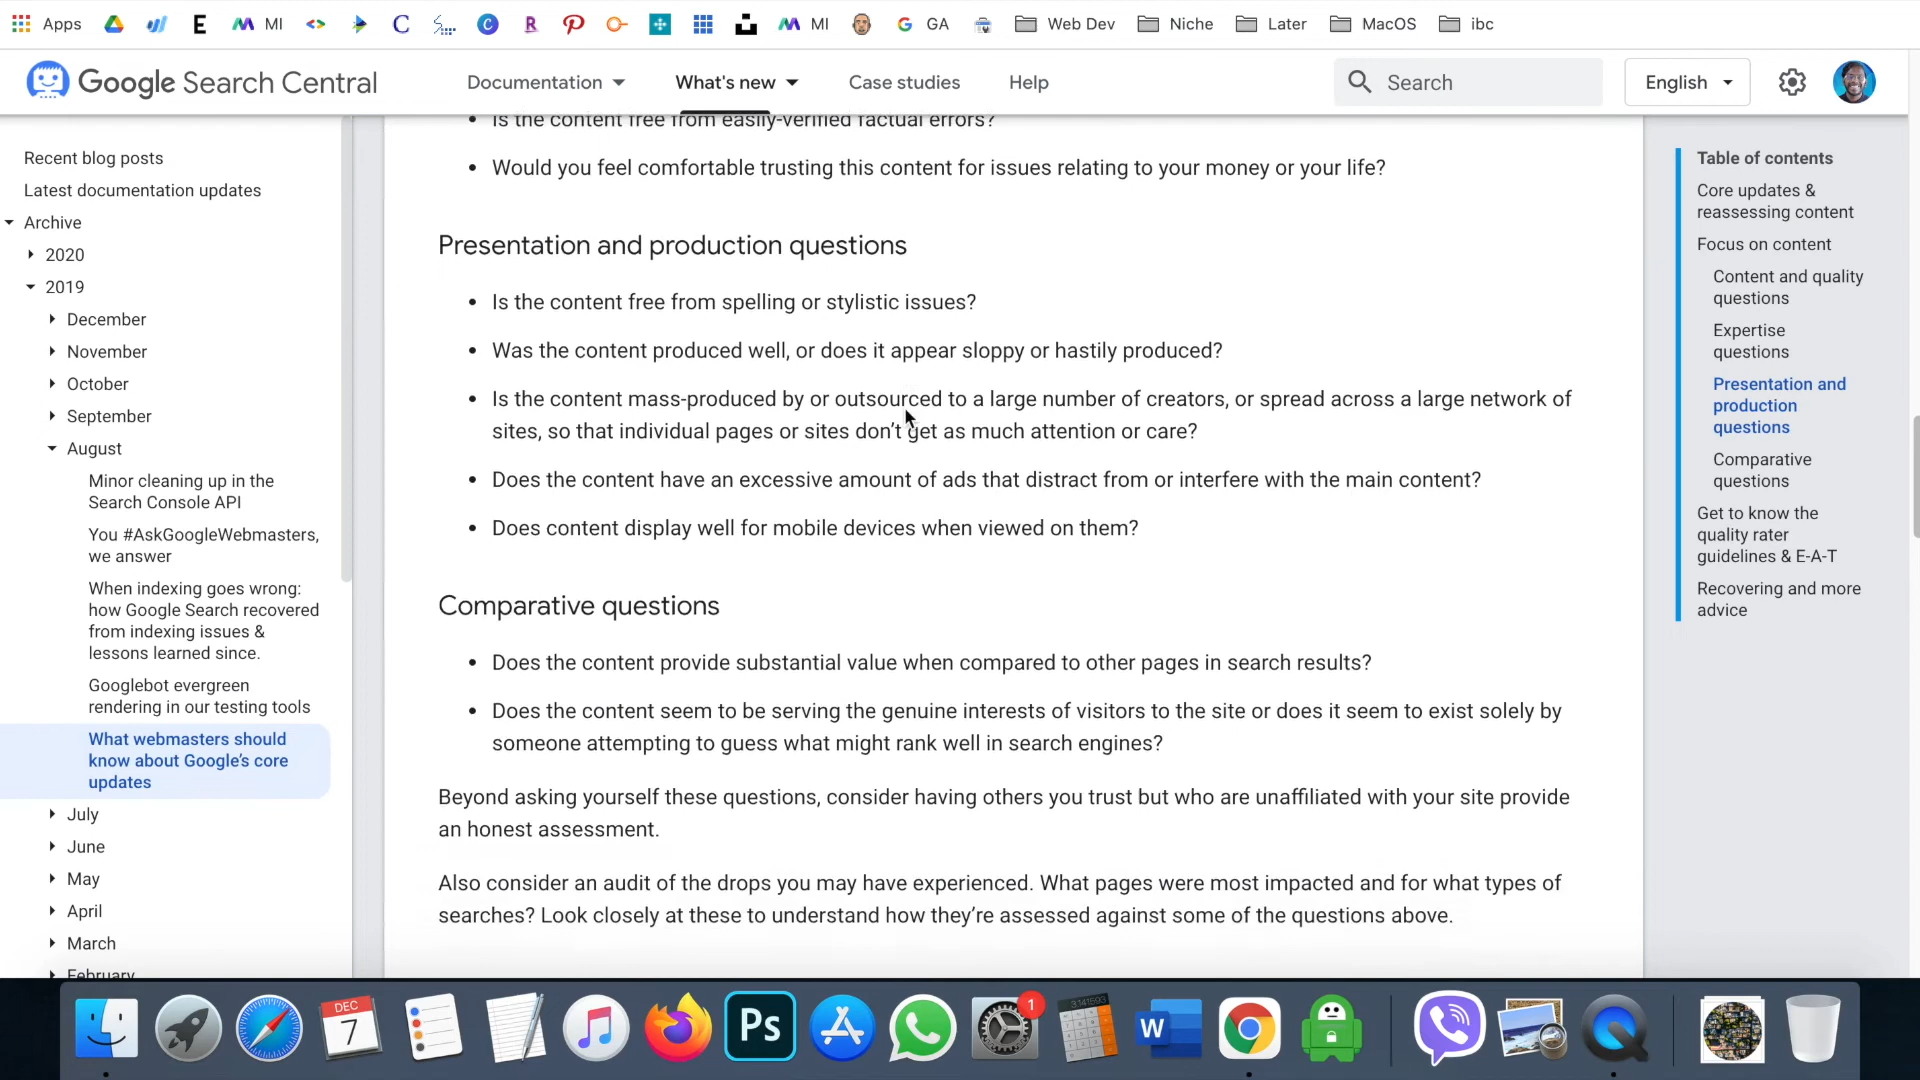 Apps
MI
MI
GA
Web Dev
Niche
Later
MacOS
ibc
Google Search Central
Documentation
What's new
Case studies
Help
Search
English
Recent blog posts
Latest documentation updates
Archive
2020
2019
December
November
October
September
August
Minor cleaning up in the
Search Console API
You #AskGoogleWebmasters,
we answer
When indexing goes wrong:
how Google Search recovered
from indexing issues &
lessons learned since.
Googlebot evergreen
rendering in our testing tools
What webmasters should
know about Google's core
updates
July
June
May
April
March
February
• Is the content free from easily-verified factual errors?
• Would you feel comfortable trusting this content for issues relating to your money or your life?
Presentation and production questions
• Is the content free from spelling or stylistic issues?
• Was the content produced well, or does it appear sloppy or hastily produced?
• Is the content mass-produced by or outsourced to a large number of creators, or spread across a large network of
sites, so that individual pages or sites don't get as much attention or care?
• Does the content have an excessive amount of ads that distract from or interfere with the main content?
• Does content display well for mobile devices when viewed on them?
Comparative questions
• Does the content provide substantial value when compared to other pages in search results?
• Does the content seem to be serving the genuine interests of visitors to the site or does it seem to exist solely by
someone attempting to guess what might rank well in search engines?
Beyond asking yourself these questions, consider having others you trust but who are unaffiliated with your site provide
an honest assessment.
Also consider an audit of the drops you may have experienced. What pages were most impacted and for what types of
searches? Look closely at these to understand how they're assessed against some of the questions above.
Table of contents
Core updates &
reassessing content
Focus on content
Content and quality
questions
Expertise
questions
Presentation and
production
questions
Comparative
questions
Get to know the
quality rater
guidelines & E-A-T
Recovering and more
advice
DEC
7
Ps
1
3.141593
W